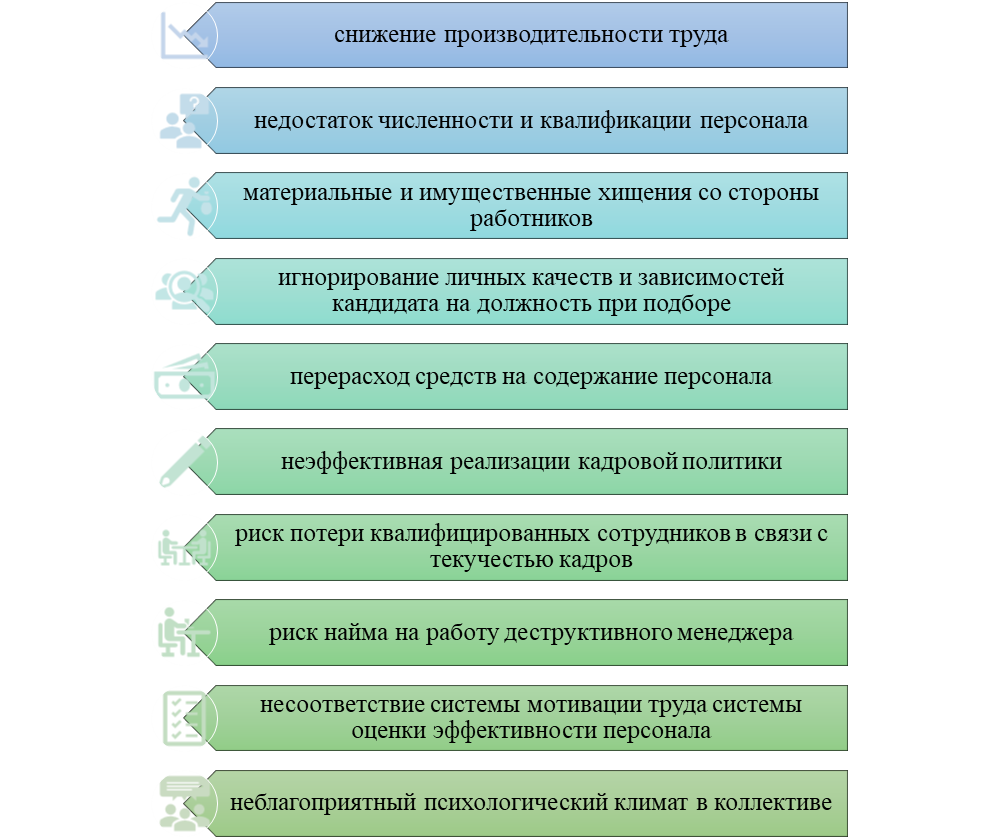 снижение производительности труда
недостаток численности и квалификации персонала
материальные и имущественные хищения со стороны
работников
игнорирование личных качеств и зависимостей
кандидата на должность при подборе
перерасход средств на содержание персонала
неэффективная реализации кадровой политики
риск потери квалифицированных сотрудников в связи с
текучестью кадров
риск найма на работу деструктивного менеджера
несоответствие системы мотивации труда системы
оценки эффективности персонала
неблагоприятный психологический климат в коллективе